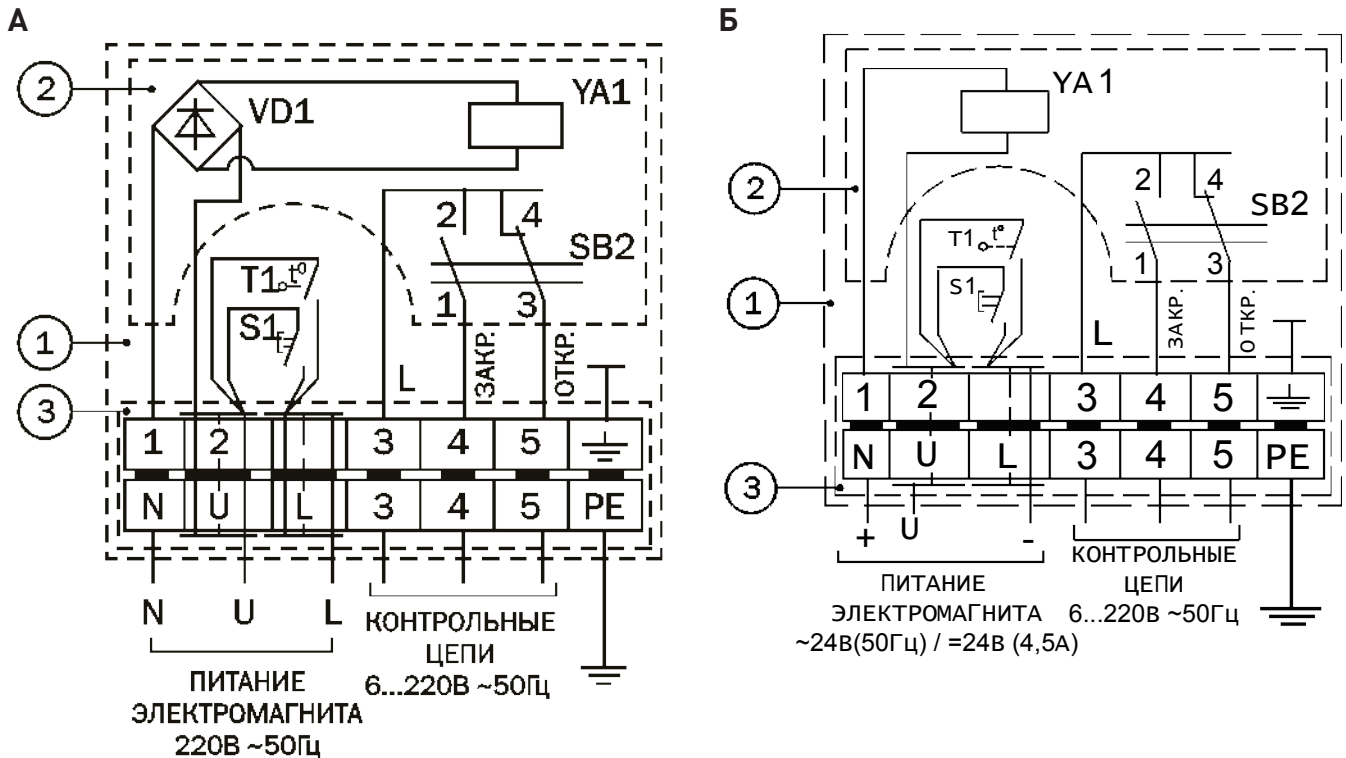 А
2
VD1
YA1
2
4
SB2
T1 t°
1
3
S1
1
L
ЗАКР.
ОТКР.
3
1 2 3 4 5
N U L 3 4 5 PE
N U L
КОНТРОЛЬНЫЕ
ЦЕПИ
6...220В ~50Гц
ПИТАНИЕ
ЭЛЕКТРОМАГНИТА
220В ~50Гц
Б
YA1
2
2
4
SB2
T1 t°
1
3
S1
1
L
ЗАКР.
ОТКР.
1 2 3 4 5
N U L 3 4 5 PE
3
+ U -
КОНТРОЛЬНЫЕ
ЦЕПИ
6...220В ~50Гц
ПИТАНИЕ
ЭЛЕКТРОМАГНИТА
~24В(50Гц) / =24В (4,5А)